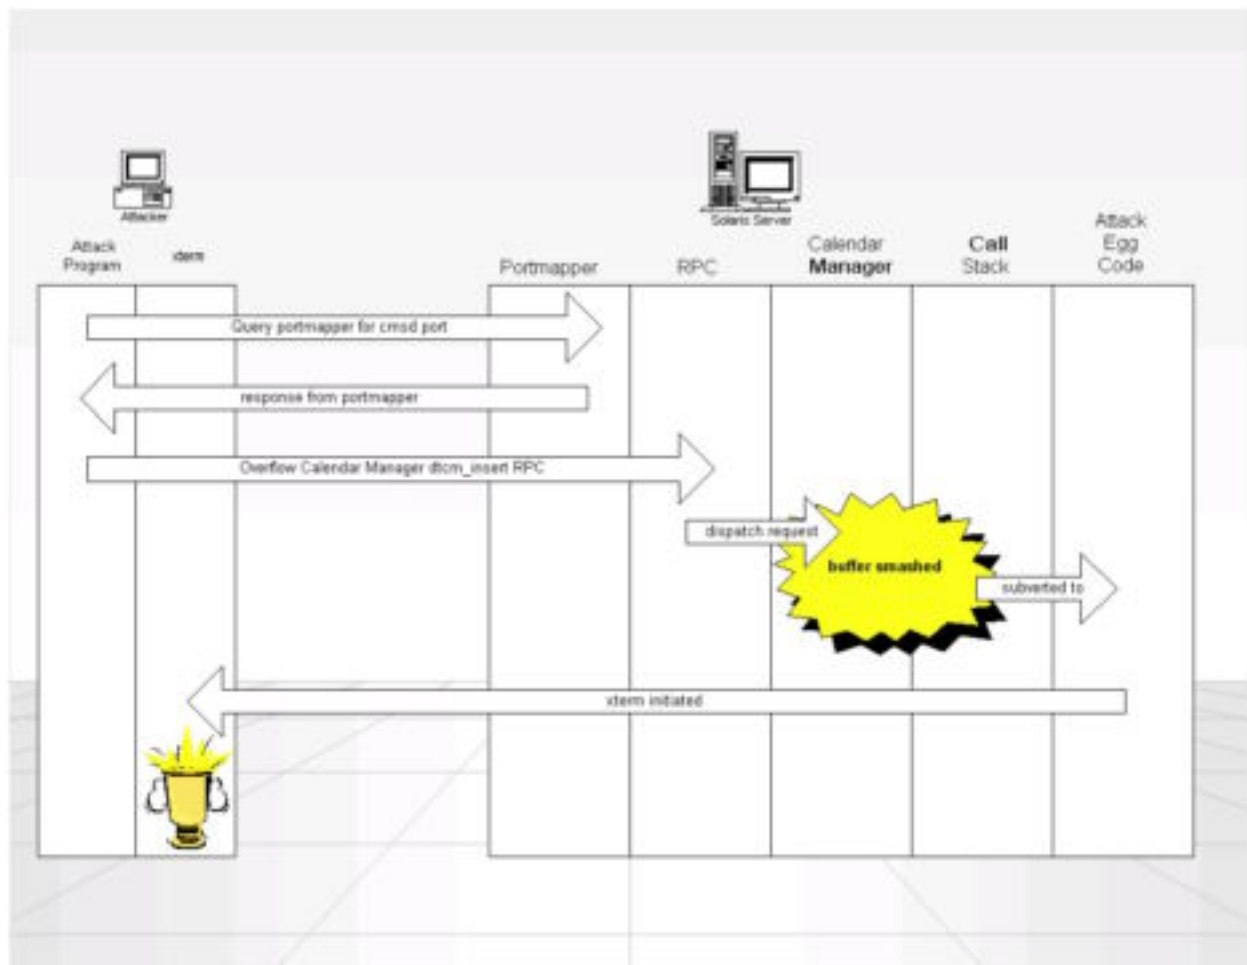 Attacker
Solaris Server
Attack
Program
xterm
Portmapper
RPC
Calendar
Manager
Call
Stack
Attack
Egg
Code
Query portmapper for cmsd port
response from portmapper
Overflow Calendar Manager dtcm_insert RPC
dispatch request
buffer smashed
subverted to
xterm initiated